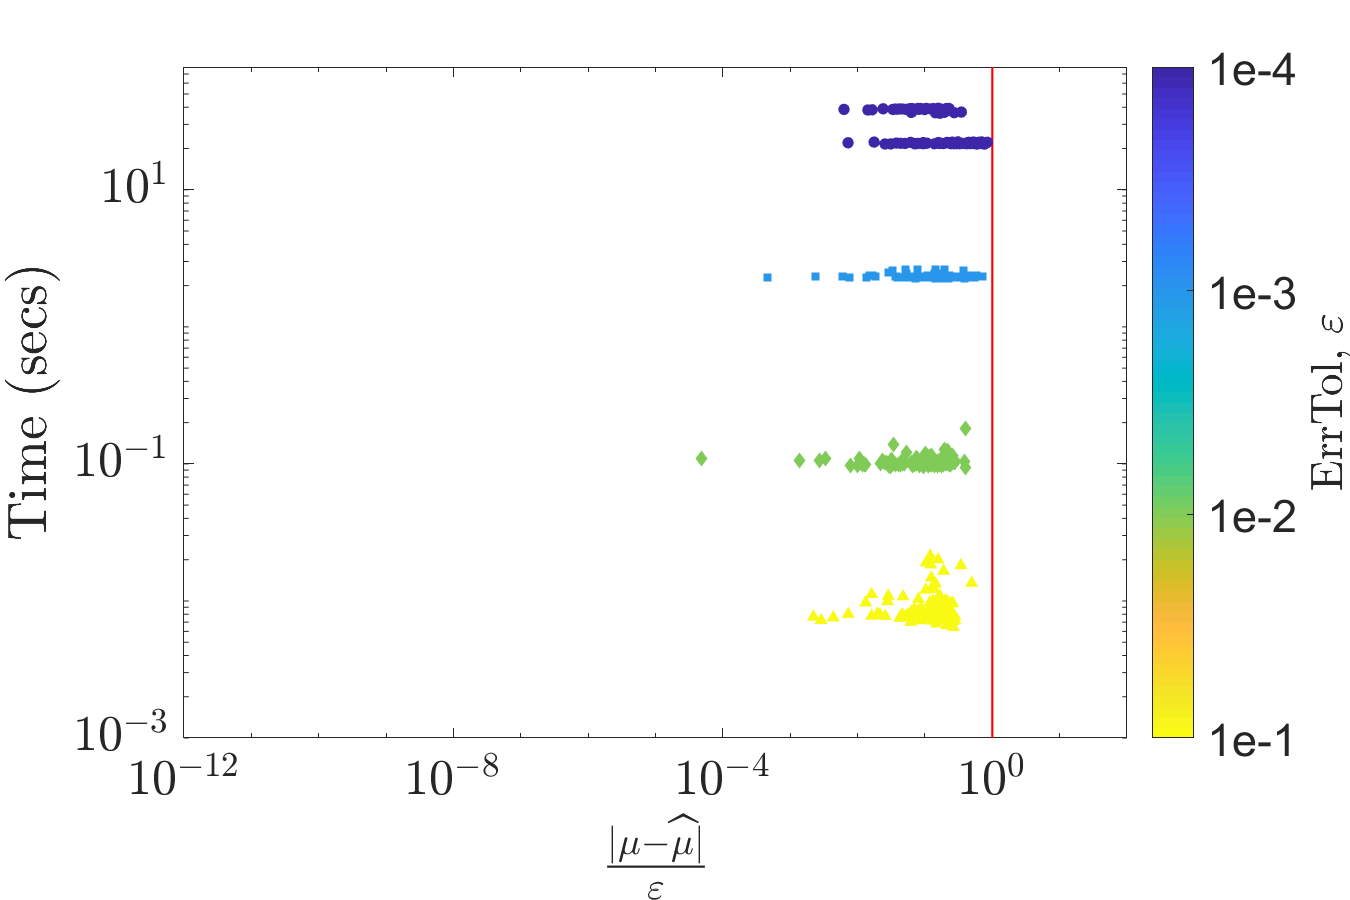 Time (secs)
10^1
10^-1
10^-3
10^-12
10^-8
10^-4
10^0
|μ−μ̂|
ε
1e-4
1e-3
1e-2
1e-1
ErrTol, ε